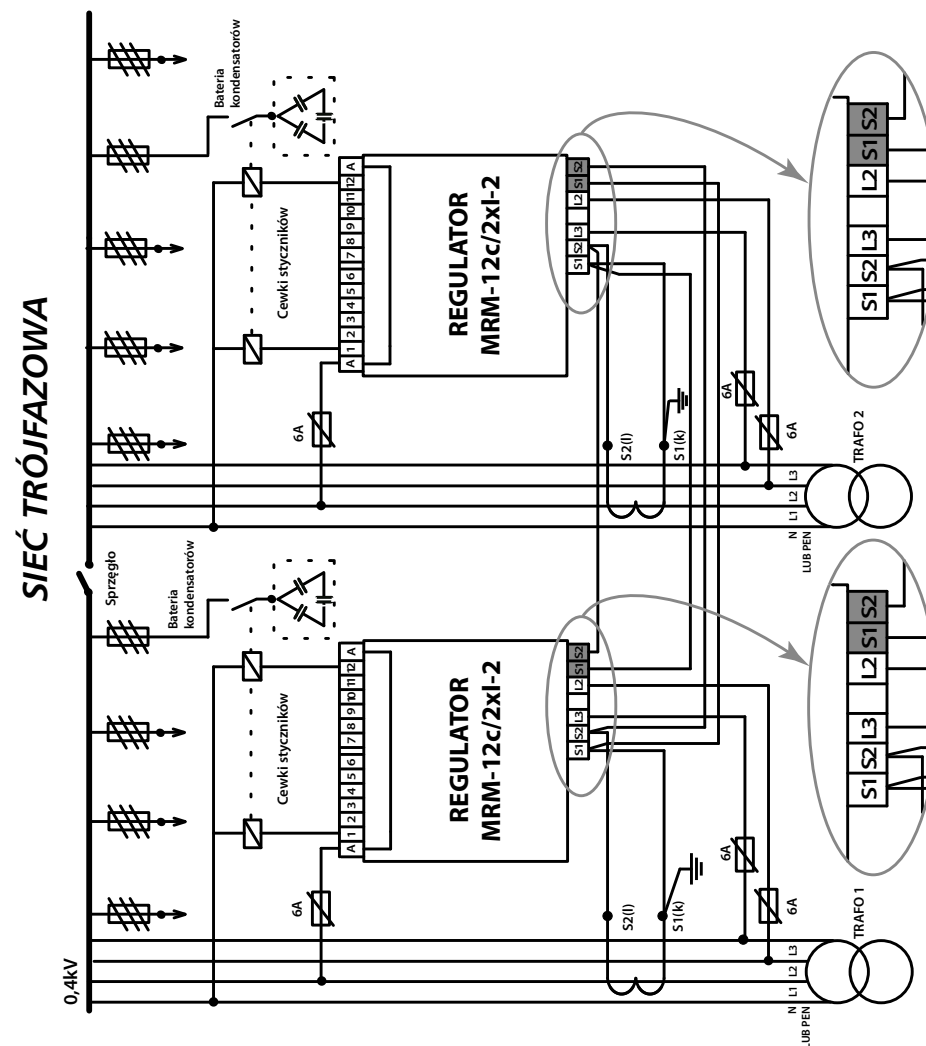 SIEĆ TRÓJFAZOWA
0,4kV
Sprzęgło
Bateria
kondensatorów
Cewki styczników
6A
A 1 2 3 4 5 6 7 8 9 10 11 12 A
REGULATOR
MRM-12c/2xI-2
S1 S2 L3 L2 S1 S2
S2(l)
S1(k)
6A
6A
N L1 L2 L3
LUB PEN
TRAFO 1
S1 S2 L3 L2 S1 S2
Bateria
kondensatorów
Cewki styczników
6A
A 1 2 3 4 5 6 7 8 9 10 11 12 A
REGULATOR
MRM-12c/2xI-2
S1 S2 L3 L2 S1 S2
S2(l)
S1(k)
6A
6A
N L1 L2 L3
LUB PEN
TRAFO 2
S1 S2 L3 L2 S1 S2